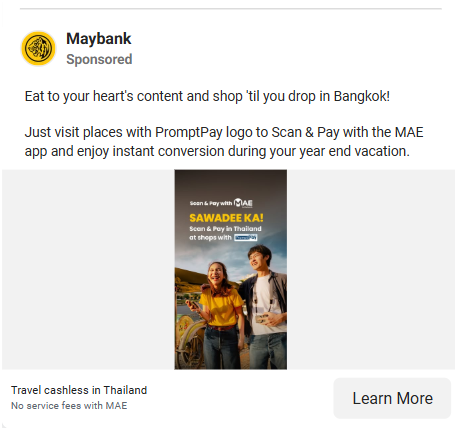 Maybank
Sponsored
Eat to your heart's content and shop 'til you drop in Bangkok!
Just visit places with PromptPay logo to Scan & Pay with the MAE
app and enjoy instant conversion during your year end vacation.
Scan & Pay with MAE
SAWADEE KA!
Scan & Pay in Thailand
at shops with
Travel cashless in Thailand
No service fees with MAE
Learn More